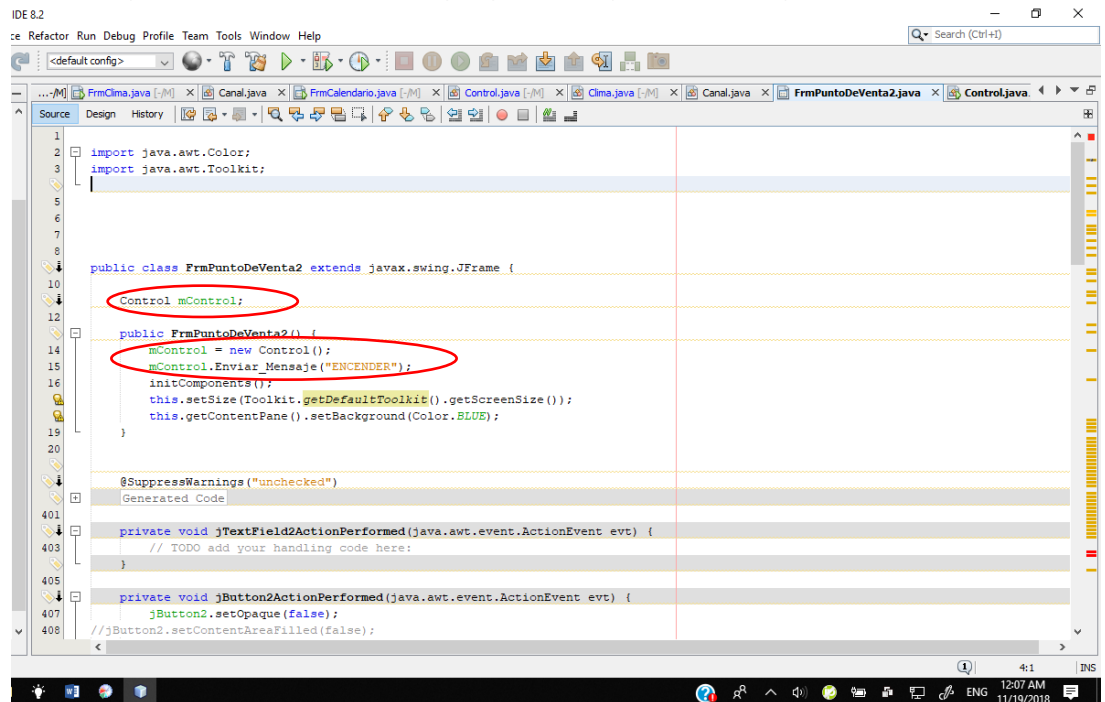 IDE 8.2
ce Refactor Run Debug Profile Team Tools Window Help
Search (Ctrl+I)
<default config>
...-/M] FrmClima.java [-/M] Canal.java FrmCalendario.java [-/M] Control.java [-/M] Clima.java [-/M] Canal.java FrmPuntoDeVenta2.java Control.java
Source Design History
1
2 import java.awt.Color;
3 import java.awt.Toolkit;
5
6
7
8
public class FrmPuntoDeVenta2 extends javax.swing.JFrame {
10
Control mControl;
12
public FrmPuntoDeVenta2() {
14 mControl = new Control();
15 mControl.Enviar_Mensaje("ENCENDER");
16 initComponents();
this.setSize(Toolkit.getDefaultToolkit().getScreenSize());
this.getContentPane().setBackground(Color.BLUE);
19 }
20
@SuppressWarnings("unchecked")
Generated Code
401
private void jTextField2ActionPerformed(java.awt.event.ActionEvent evt) {
403 // TODO add your handling code here:
}
405
private void jButton2ActionPerformed(java.awt.event.ActionEvent evt) {
407 jButton2.setOpaque(false);
408 //jButton2.setContentAreaFilled(false);
1 4:1 INS
ENG 12:07 AM
11/19/2018